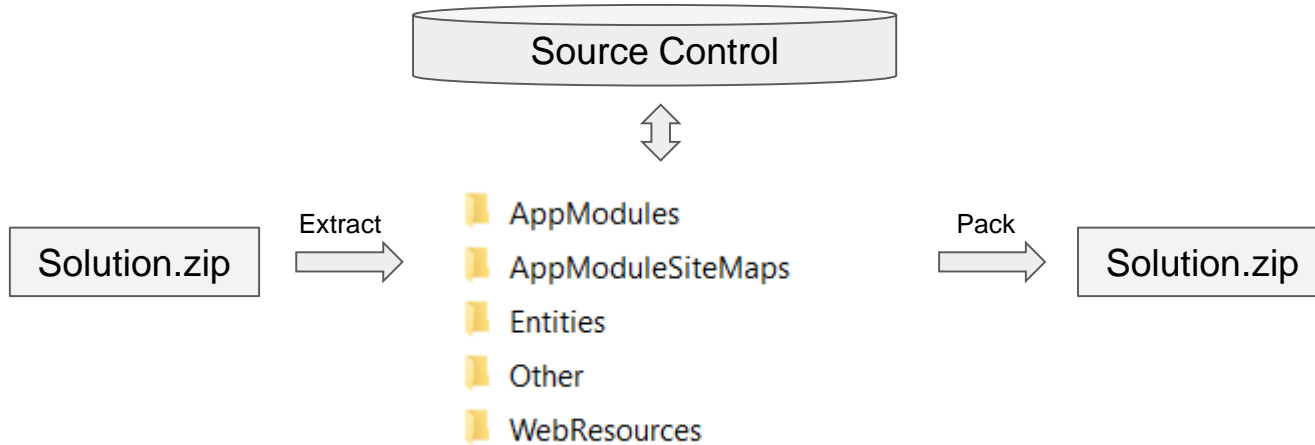 Source Control
Solution.zip
Extract
AppModules
AppModuleSiteMaps
Entities
Other
WebResources
Pack
Solution.zip